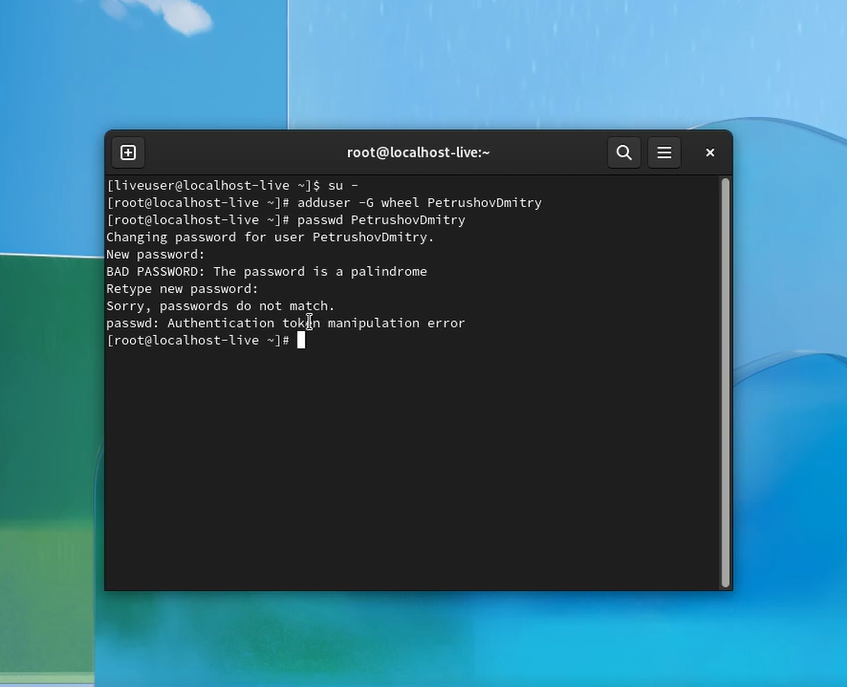 root@localhost-live:~
[liveuser@localhost-live ~]$ su -
[root@localhost-live ~]# adduser -G wheel PetrushovDmitry
[root@localhost-live ~]# passwd PetrushovDmitry
Changing password for user PetrushovDmitry.
New password:
BAD PASSWORD: The password is a palindrome
Retype new password:
Sorry, passwords do not match.
passwd: Authentication token manipulation error
[root@localhost-live ~]#